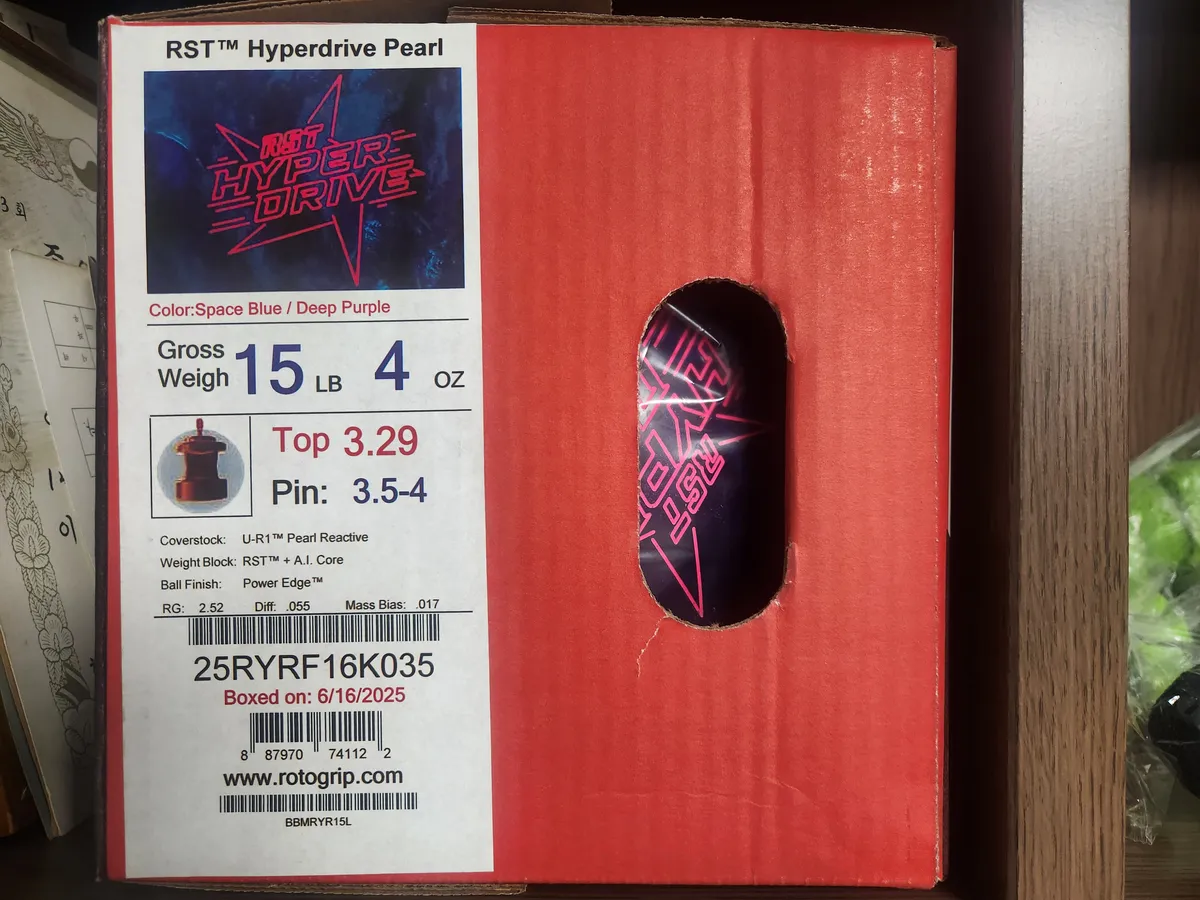 RST™ Hyperdrive Pearl
RST
HYPER
DRIVE
Color:Space Blue / Deep Purple
Gross
Weigh 15 LB 4 OZ
Top 3.29
Pin: 3.5-4
Coverstock: U-R1™ Pearl Reactive
Weight Block: RST™ + A.I. Core
Ball Finish: Power Edge™
RG: 2.52 Diff: .055 Mass Bias: .017
25RYRF16K035
Boxed on: 6/16/2025
8 87970 74112 2
www.rotogrip.com
BBMRYR15L
RST
3회